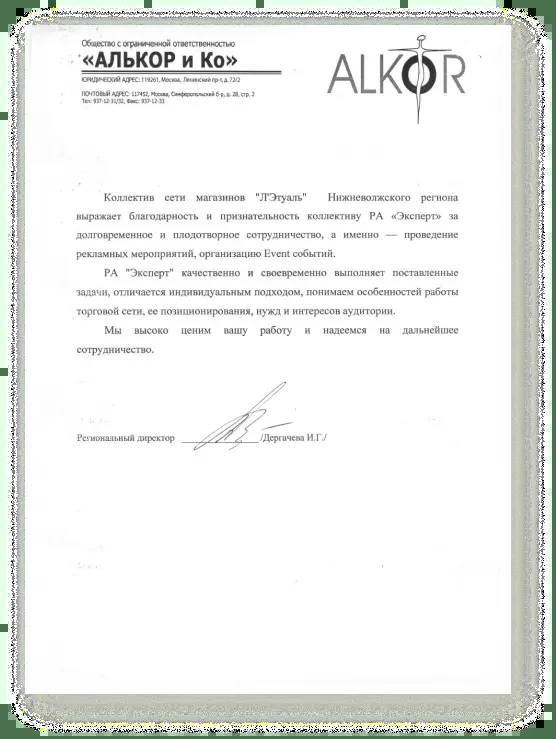 Общество с ограниченной ответственностью
«АЛЬКОР и Ко»
ЮРИДИЧЕСКИЙ АДРЕС: 119261, Москва, Ленинский пр-т, д. 72/2
ПОЧТОВЫЙ АДРЕС: 117452, Москва, Симферопольский б-р, д. 28, стр. 2
Тел: 937-12-31/32, Факс: 937-12-33
ALKOR
Коллектив сети магазинов "Л'Этуаль" Нижневолжского региона
выражает благодарность и признательность коллективу РА «Эксперт» за
долговременное и плодотворное сотрудничество, а именно — проведение
рекламных мероприятий, организацию Event событий.
РА "Эксперт" качественно и своевременно выполняет поставленные
задачи, отличается индивидуальным подходом, понимаем особенностей работы
торговой сети, ее позиционирования, нужд и интересов аудитории.
Мы высоко ценим вашу работу и надеемся на дальнейшее
сотрудничество.
Региональный директор /Дергачева И.Г./